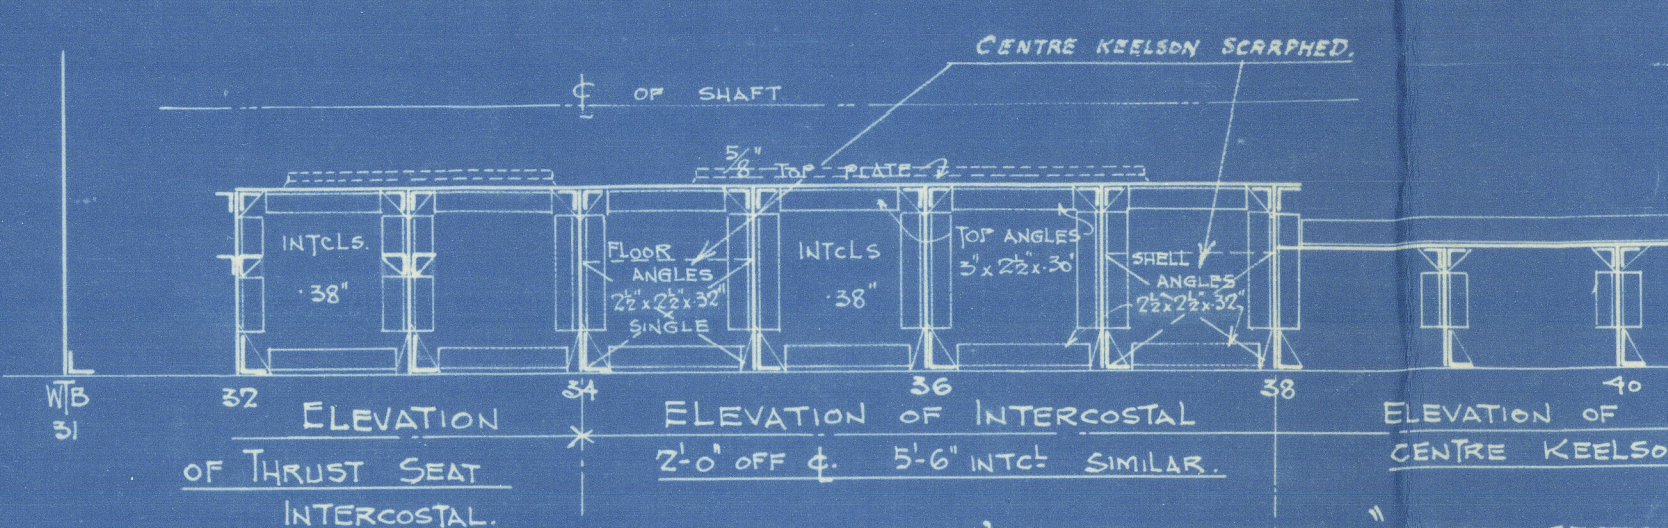 CENTRE KEELSON SCARPHED.
℄ OF SHAFT
5/8" TOP PLATE
INTCLS.
·38"
FLOOR
ANGLES
2½"x2½"x·32"
SINGLE
INTCLS
·38"
TOP ANGLES
3"x2½"x·30"
SHELL
ANGLES
2½"x2½"x·32"
WTB
31
32
34
36
38
40
ELEVATION
OF THRUST SEAT
INTERCOSTAL.
ELEVATION OF INTERCOSTAL
2'-0" OFF ℄. 5'-6" INTCL SIMILAR.
ELEVATION OF
CENTRE KEELSO